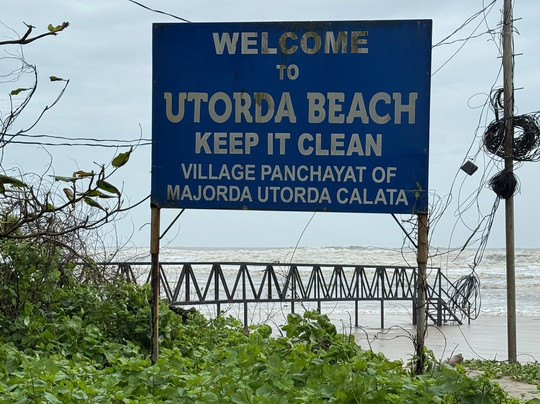 WELCOME
TO
UTORDA BEACH
KEEP IT CLEAN
VILLAGE PANCHAYAT OF
MAJORDA UTORDA CALATA